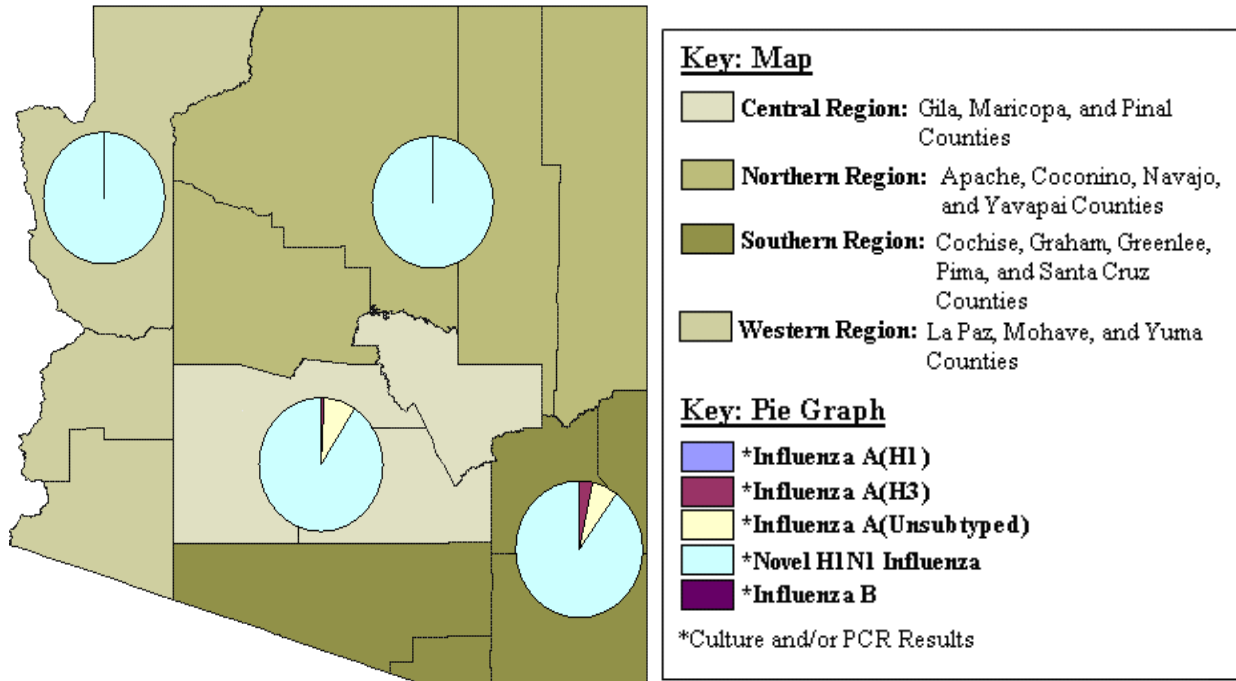 Key: Map
Central Region: Gila, Maricopa, and Pinal
Counties
Northern Region: Apache, Coconino, Navajo,
and Yavapai Counties
Southern Region: Cochise, Graham, Greenlee,
Pima, and Santa Cruz
Counties
Western Region: La Paz, Mohave, and Yuma
Counties
Key: Pie Graph
*Influenza A(H1)
*Influenza A(H3)
*Influenza A(Unsubtyped)
*Novel H1N1 Influenza
*Influenza B
*Culture and/or PCR Results